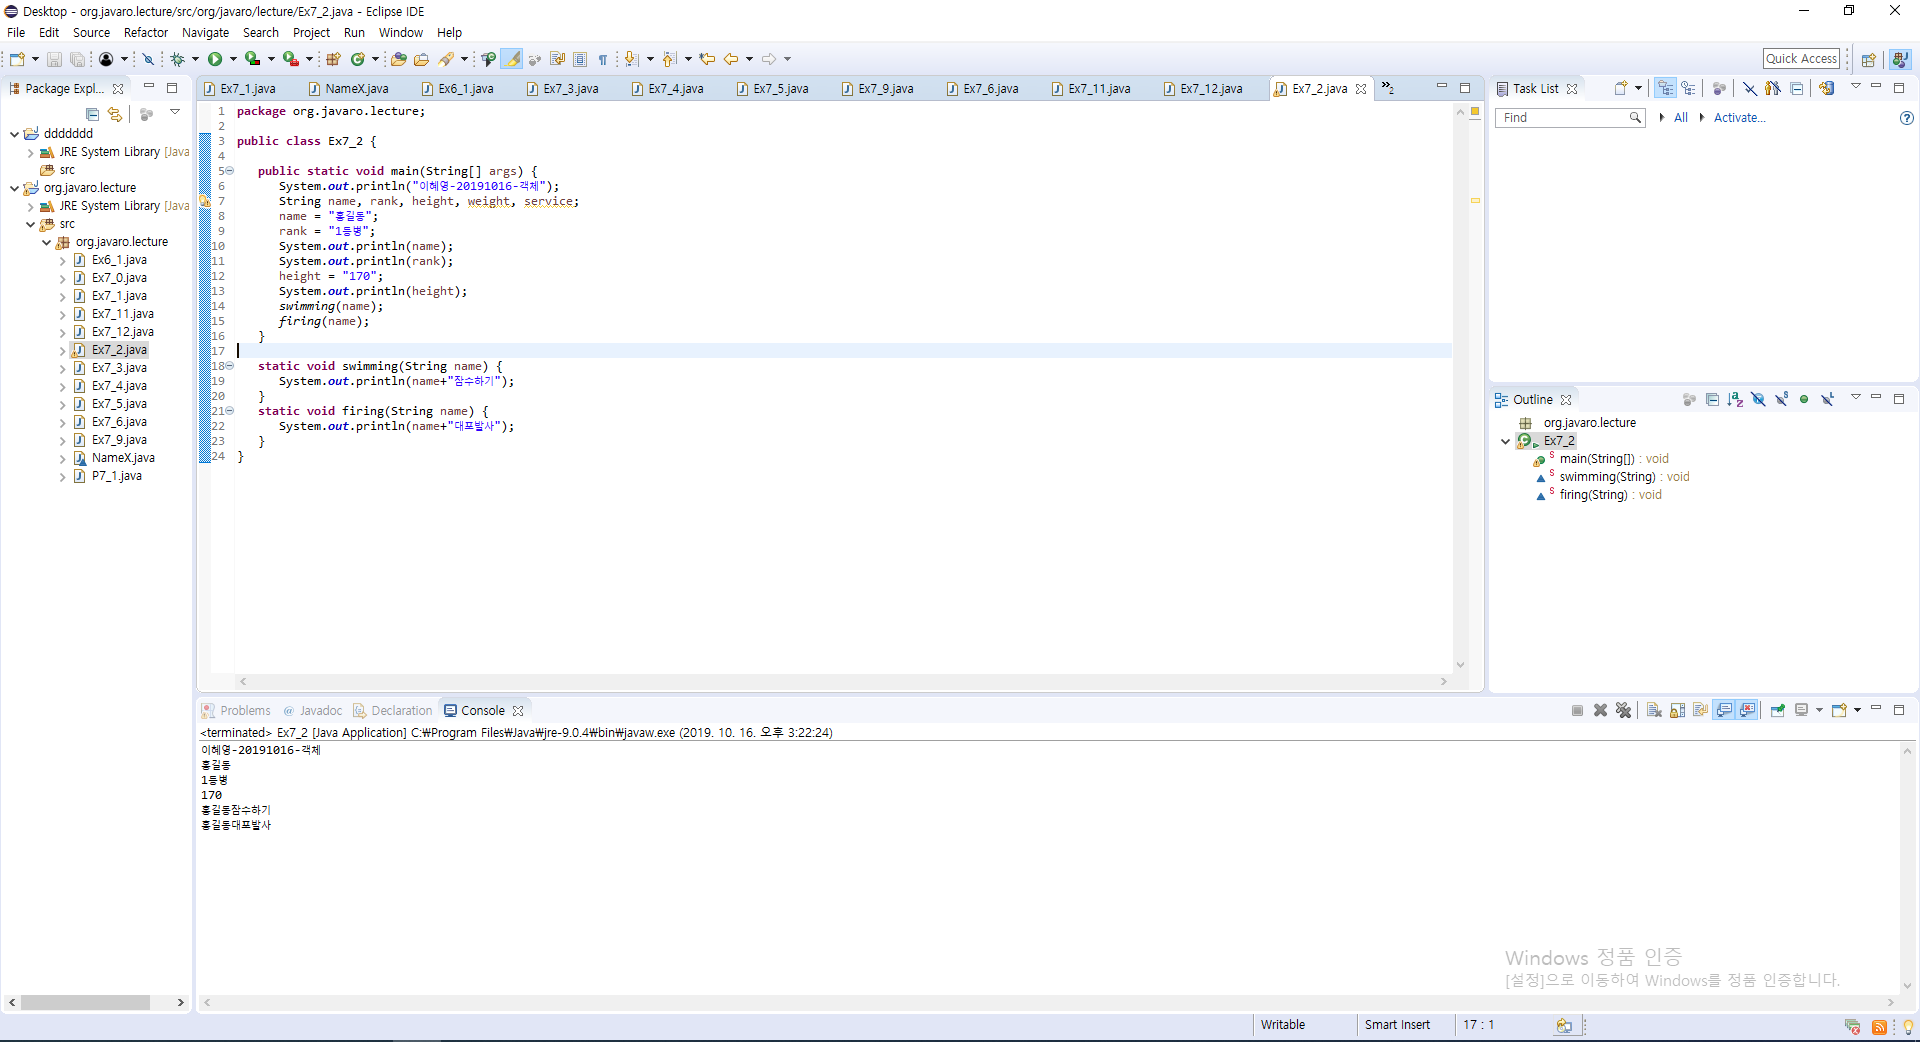 Desktop - org.javaro.lecture/src/org/javaro/lecture/Ex7_2.java - Eclipse IDE
File Edit Source Refactor Navigate Search Project Run Window Help
Quick Access
Package Expl...
ddddddd
JRE System Library [Java
src
org.javaro.lecture
JRE System Library [Java
src
org.javaro.lecture
Ex6_1.java
Ex7_0.java
Ex7_1.java
Ex7_11.java
Ex7_12.java
Ex7_2.java
Ex7_3.java
Ex7_4.java
Ex7_5.java
Ex7_6.java
Ex7_9.java
NameX.java
P7_1.java
Ex7_1.java NameX.java Ex6_1.java Ex7_3.java Ex7_4.java Ex7_5.java Ex7_9.java Ex7_6.java Ex7_11.java Ex7_12.java Ex7_2.java »2
1 package org.javaro.lecture;
2
3 public class Ex7_2 {
4
5 public static void main(String[] args) {
6 System.out.println("이혜영-20191016-객체");
7 String name, rank, height, weight, service;
8 name = "홍길동";
9 rank = "1등병";
10 System.out.println(name);
11 System.out.println(rank);
12 height = "170";
13 System.out.println(height);
14 swimming(name);
15 firing(name);
16 }
17
18 static void swimming(String name) {
19 System.out.println(name+"잠수하기");
20 }
21 static void firing(String name) {
22 System.out.println(name+"대포발사");
23 }
24 }
Task List
Find All Activate...
Outline
org.javaro.lecture
Ex7_2
main(String[]) : void
swimming(String) : void
firing(String) : void
Problems @ Javadoc Declaration Console
<terminated> Ex7_2 [Java Application] C:₩Program Files₩Java₩jre-9.0.4₩bin₩javaw.exe (2019. 10. 16. 오후 3:22:24)
이혜영-20191016-객체
홍길동
1등병
170
홍길동잠수하기
홍길동대포발사
Windows 정품 인증
[설정]으로 이동하여 Windows를 정품 인증합니다.
Writable Smart Insert 17 : 1